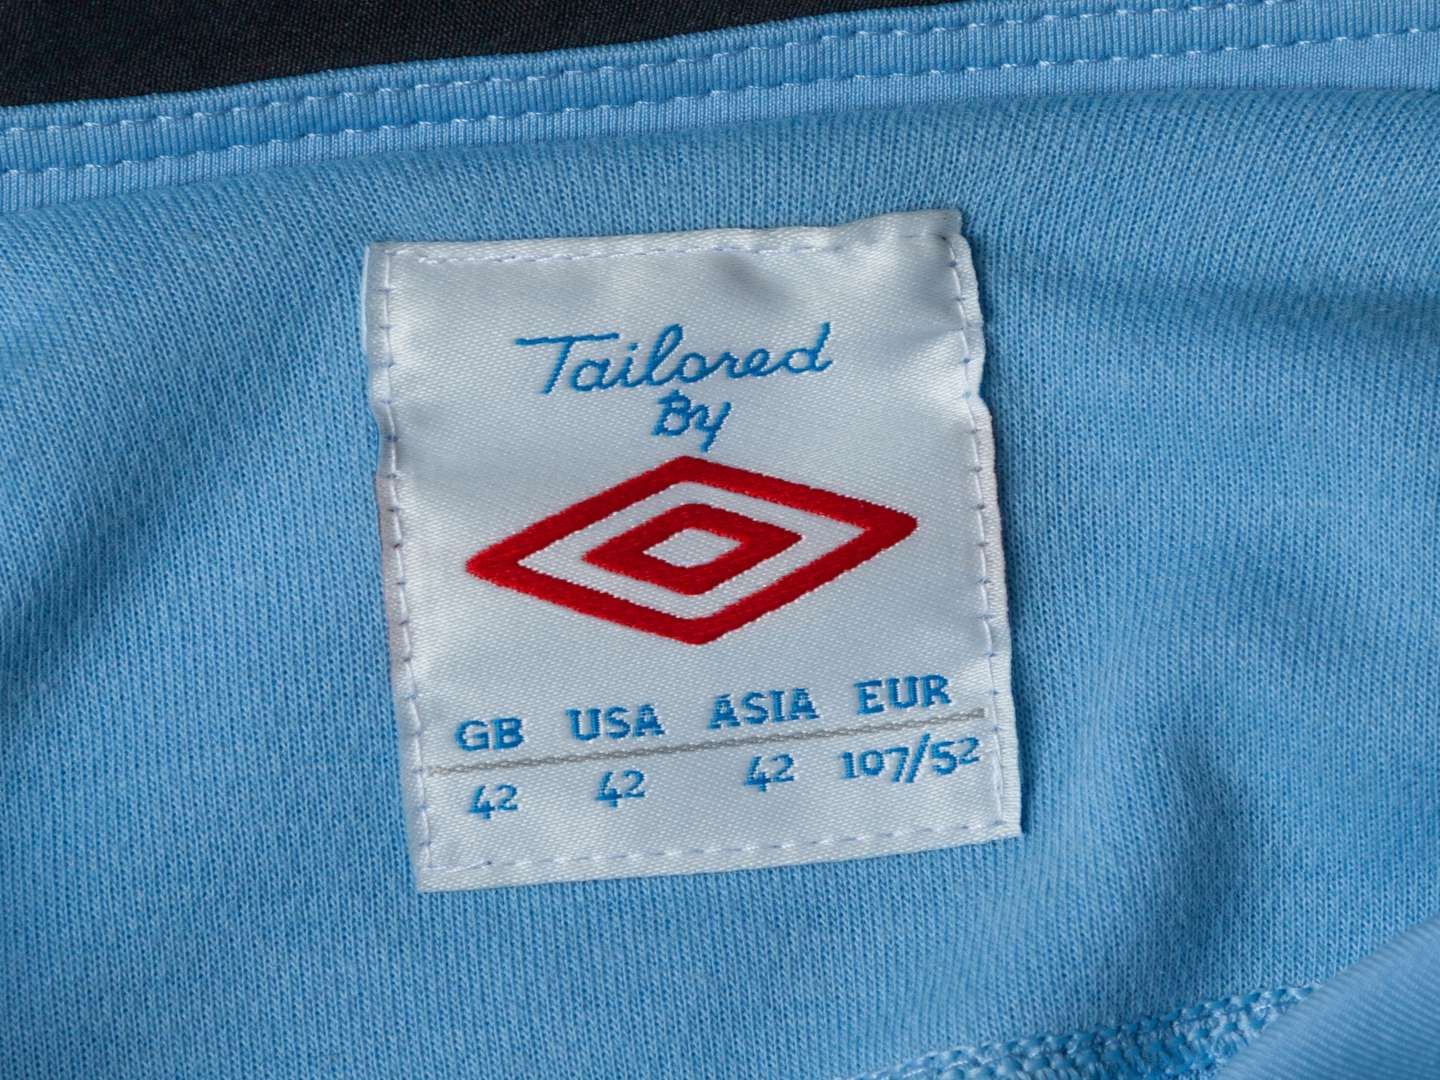 Tailored
By
GB USA ASIA EUR
42 42 42 107/52